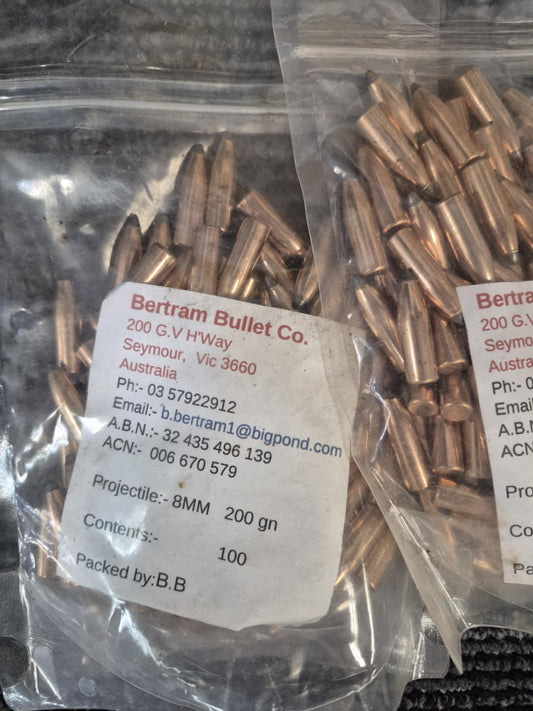 Bertram Bullet Co.
200 G.V H'Way
Seymour, Vic 3660
Australia
Ph:- 03 57922912
Email:- b.bertram1@bigpond.com
A.B.N.:- 32 435 496 139
ACN:- 006 670 579
Projectile:- 8MM 200 gn
Contents:- 100
Packed by:B.B
Bertra
200 G.V
Seymo
Austra
Ph:- 0
Email
A.B.N
ACN
Pro
Co
Pa